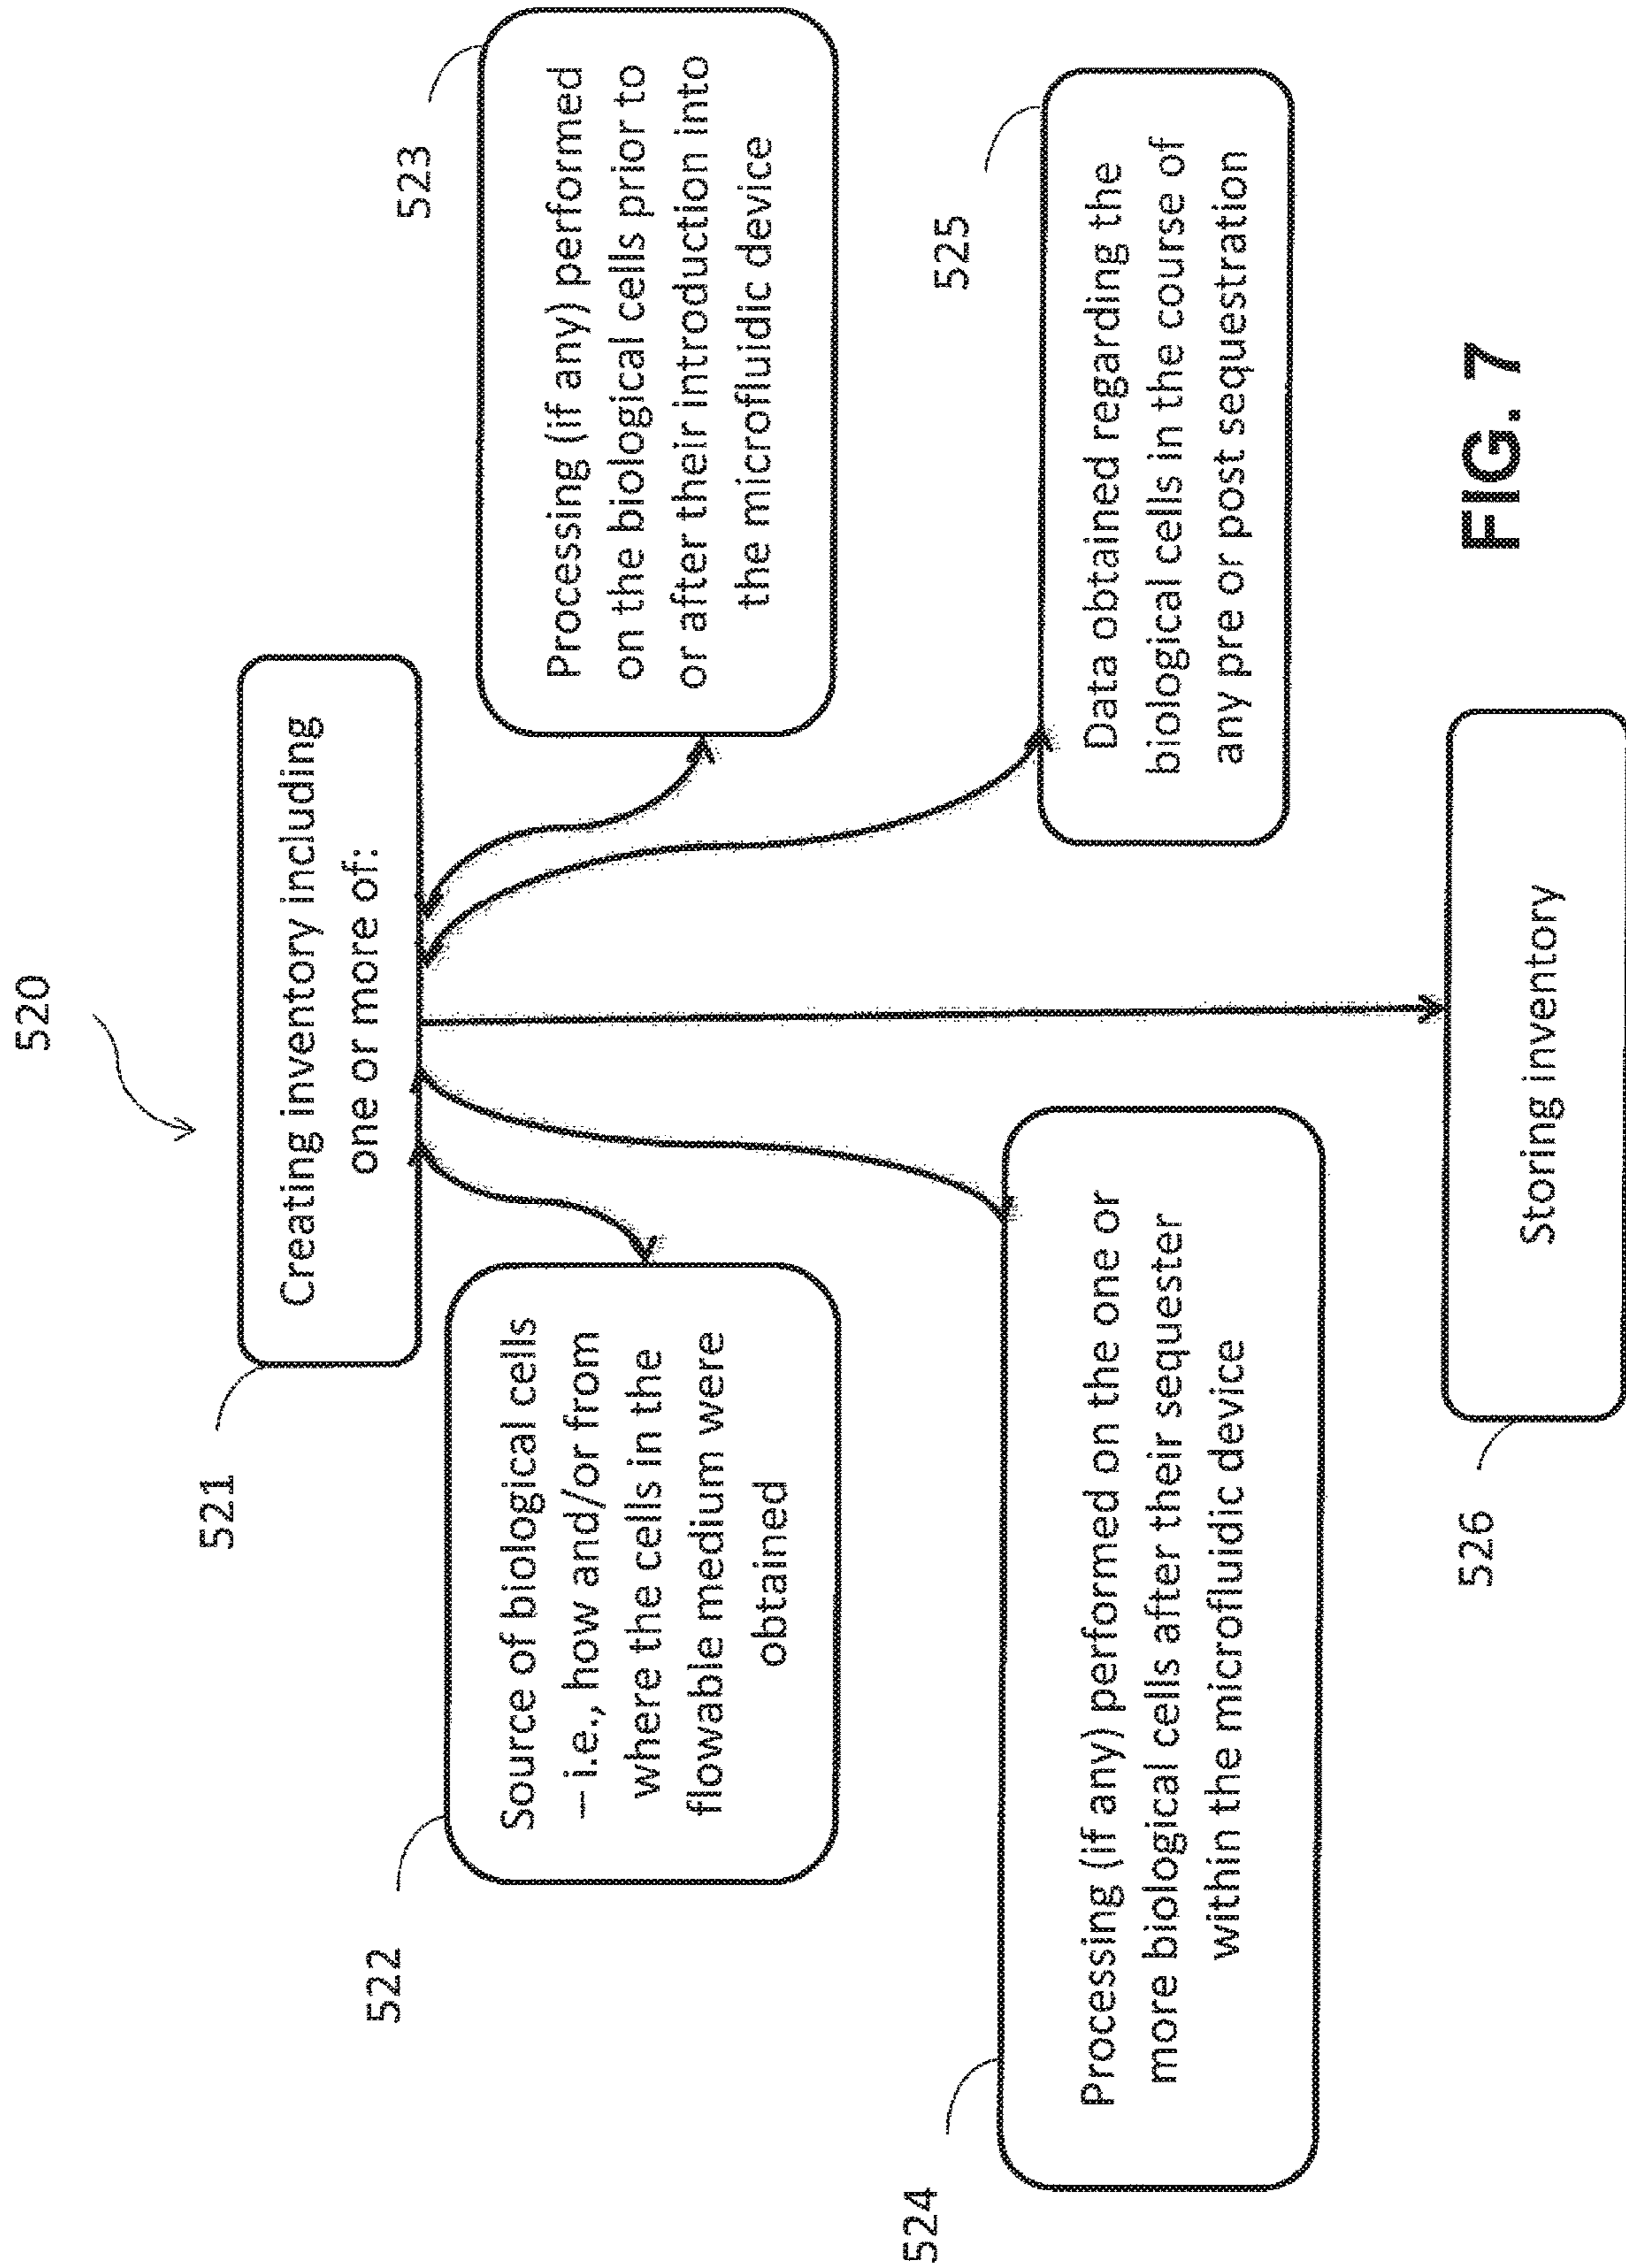 520
521
Creating inventory including
one or more of:
522
Source of biological cells
– i.e., how and/or from
where the cells in the
flowable medium were
obtained
523
Processing (if any) performed
on the biological cells prior to
or after their introduction into
the microfluidic device
524
Processing (if any) performed on the one or
more biological cells after their sequester
within the microfluidic device
525
Data obtained regarding the
biological cells in the course of
any pre or post sequestration
526
Storing inventory
FIG. 7